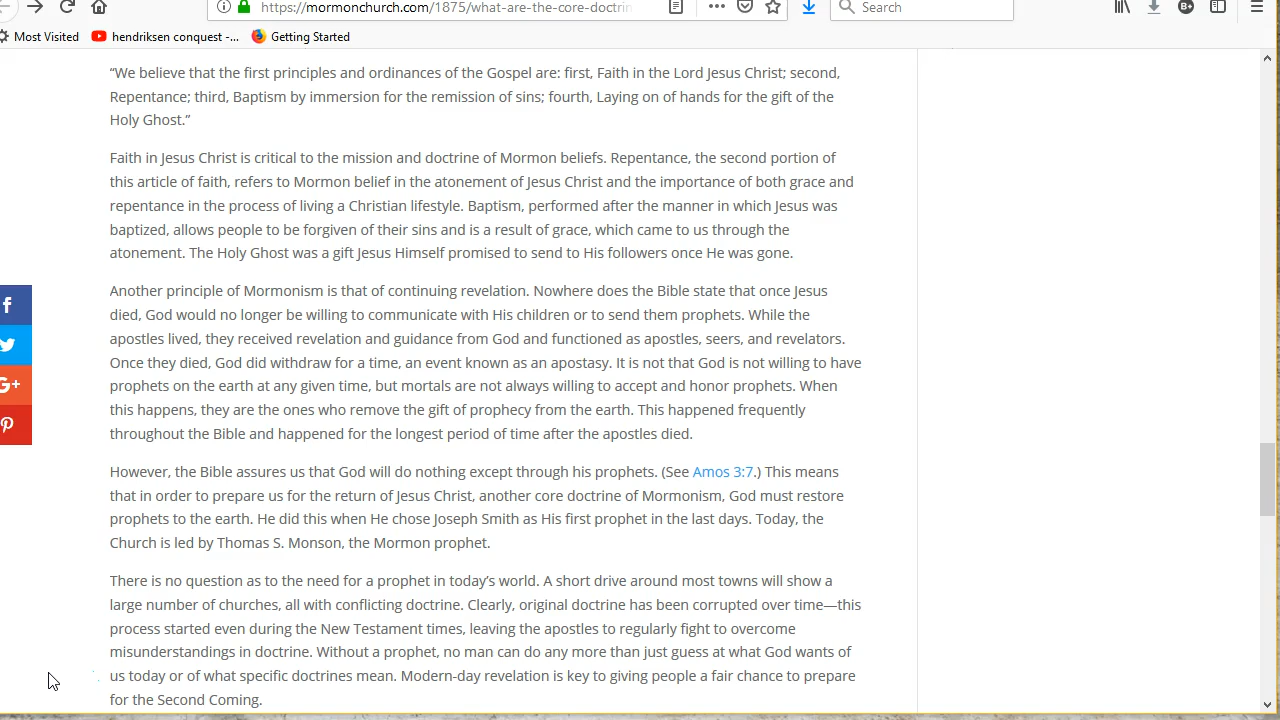 https://mormonchurch.com/1875/what-are-the-core-doctrin
Search
Most Visited
hendriksen conquest -...
Getting Started
“We believe that the first principles and ordinances of the Gospel are: first, Faith in the Lord Jesus Christ; second,
Repentance; third, Baptism by immersion for the remission of sins; fourth, Laying on of hands for the gift of the
Holy Ghost.”
Faith in Jesus Christ is critical to the mission and doctrine of Mormon beliefs. Repentance, the second portion of
this article of faith, refers to Mormon belief in the atonement of Jesus Christ and the importance of both grace and
repentance in the process of living a Christian lifestyle. Baptism, performed after the manner in which Jesus was
baptized, allows people to be forgiven of their sins and is a result of grace, which came to us through the
atonement. The Holy Ghost was a gift Jesus Himself promised to send to His followers once He was gone.
Another principle of Mormonism is that of continuing revelation. Nowhere does the Bible state that once Jesus
died, God would no longer be willing to communicate with His children or to send them prophets. While the
apostles lived, they received revelation and guidance from God and functioned as apostles, seers, and revelators.
Once they died, God did withdraw for a time, an event known as an apostasy. It is not that God is not willing to have
prophets on the earth at any given time, but mortals are not always willing to accept and honor prophets. When
this happens, they are the ones who remove the gift of prophecy from the earth. This happened frequently
throughout the Bible and happened for the longest period of time after the apostles died.
However, the Bible assures us that God will do nothing except through his prophets. (See Amos 3:7.) This means
that in order to prepare us for the return of Jesus Christ, another core doctrine of Mormonism, God must restore
prophets to the earth. He did this when He chose Joseph Smith as His first prophet in the last days. Today, the
Church is led by Thomas S. Monson, the Mormon prophet.
There is no question as to the need for a prophet in today’s world. A short drive around most towns will show a
large number of churches, all with conflicting doctrine. Clearly, original doctrine has been corrupted over time—this
process started even during the New Testament times, leaving the apostles to regularly fight to overcome
misunderstandings in doctrine. Without a prophet, no man can do any more than just guess at what God wants of
us today or of what specific doctrines mean. Modern-day revelation is key to giving people a fair chance to prepare
for the Second Coming.